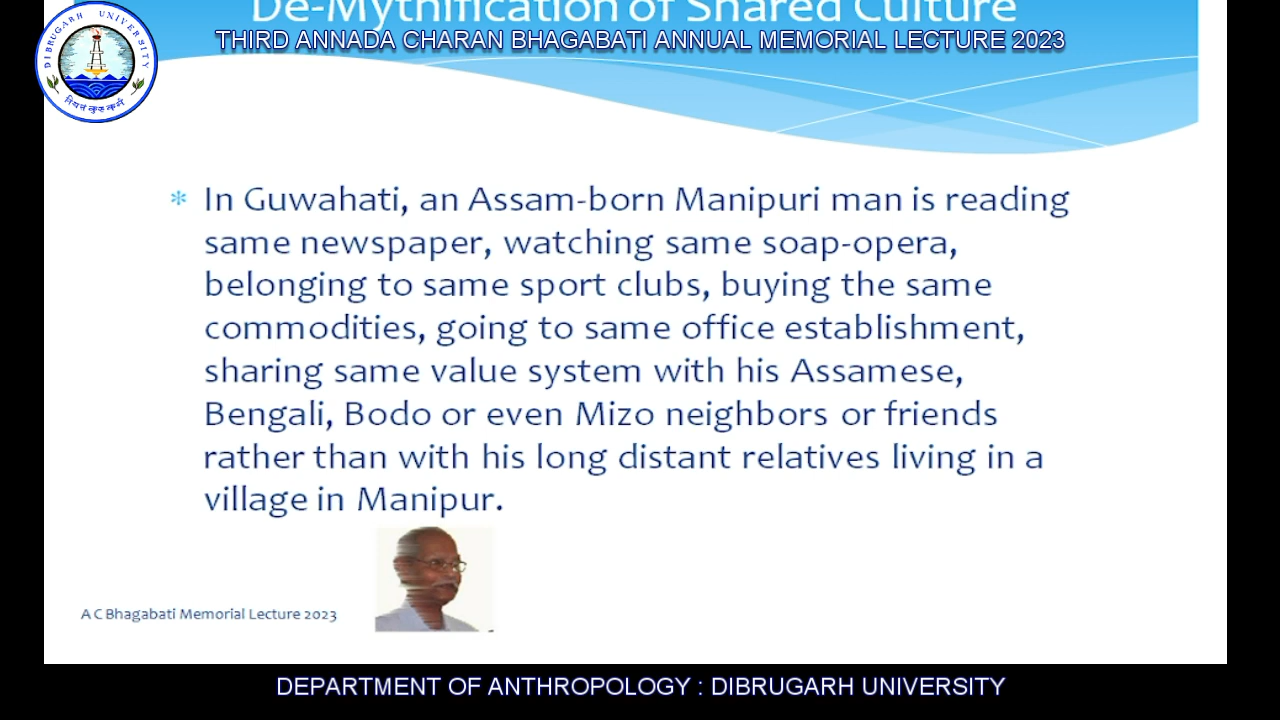 De-Mythification of Shared Culture
THIRD ANNADA CHARAN BHAGABATI ANNUAL MEMORIAL LECTURE 2023
DIBRUGARH UNIVERSITY
* In Guwahati, an Assam-born Manipuri man is reading
same newspaper, watching same soap-opera,
belonging to same sport clubs, buying the same
commodities, going to same office establishment,
sharing same value system with his Assamese,
Bengali, Bodo or even Mizo neighbors or friends
rather than with his long distant relatives living in a
village in Manipur.
A C Bhagabati Memorial Lecture 2023
DEPARTMENT OF ANTHROPOLOGY : DIBRUGARH UNIVERSITY